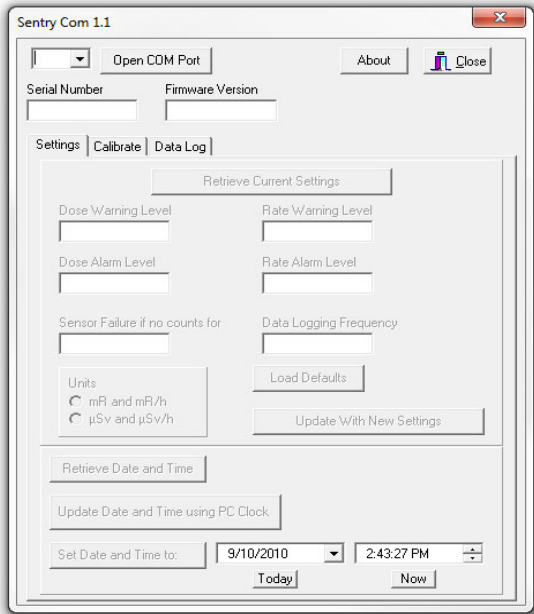 Sentry Com 1.1
Open COM Port About Close
Serial Number Firmware Version
Settings Calibrate Data Log
Retrieve Current Settings
Dose Warning Level Rate Warning Level
Dose Alarm Level Rate Alarm Level
Sensor Failure if no counts for Data Logging Frequency
Units
mR and mR/h
µSv and µSv/h
Load Defaults
Update With New Settings
Retrieve Date and Time
Update Date and Time using PC Clock
Set Date and Time to: 9/10/2010 2:43:27 PM
Today Now